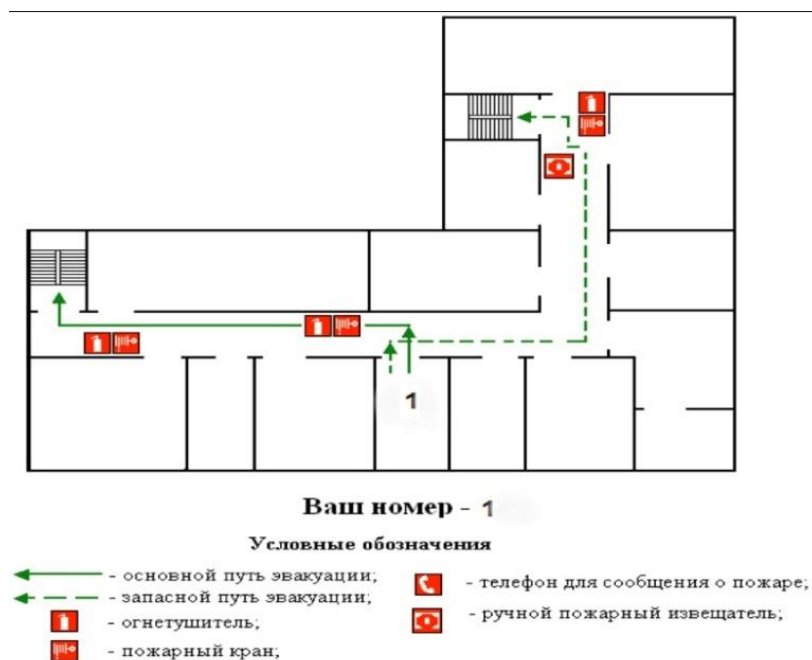 1
Ваш номер - 1
Условные обозначения
- основной путь эвакуации;
- запасной путь эвакуации;
- огнетушитель;
- пожарный кран;
- телефон для сообщения о пожаре;
- ручной пожарный извещатель;